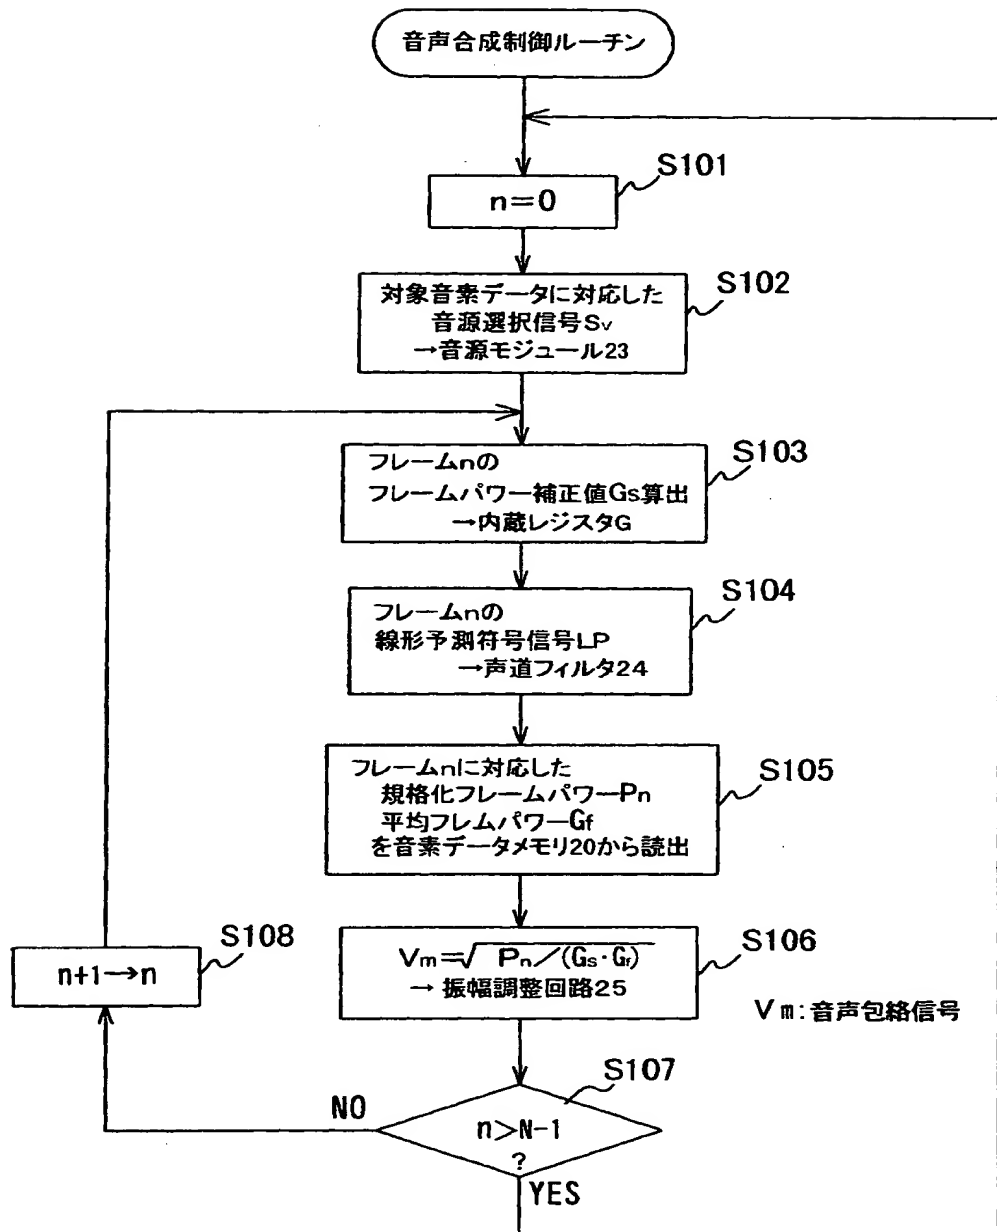 音声合成制御ルーチン
S101
n=0
S102
対象音素データに対応した
音源選択信号Sv
→音源モジュール23
S103
フレームnの
フレームパワー補正値Gs算出
→内蔵レジスタG
S104
フレームnの
線形予測符号信号LP
→声道フィルタ24
S105
フレームnに対応した
規格化フレームパワーPn
平均フレムパワーGf
を音素データメモリ20から読出
S106
Vm=√Pn/(Gs・Gf)
→ 振幅調整回路25
Vm:音声包絡信号
S107
n>N-1
?
NO
YES
S108
n+1→n